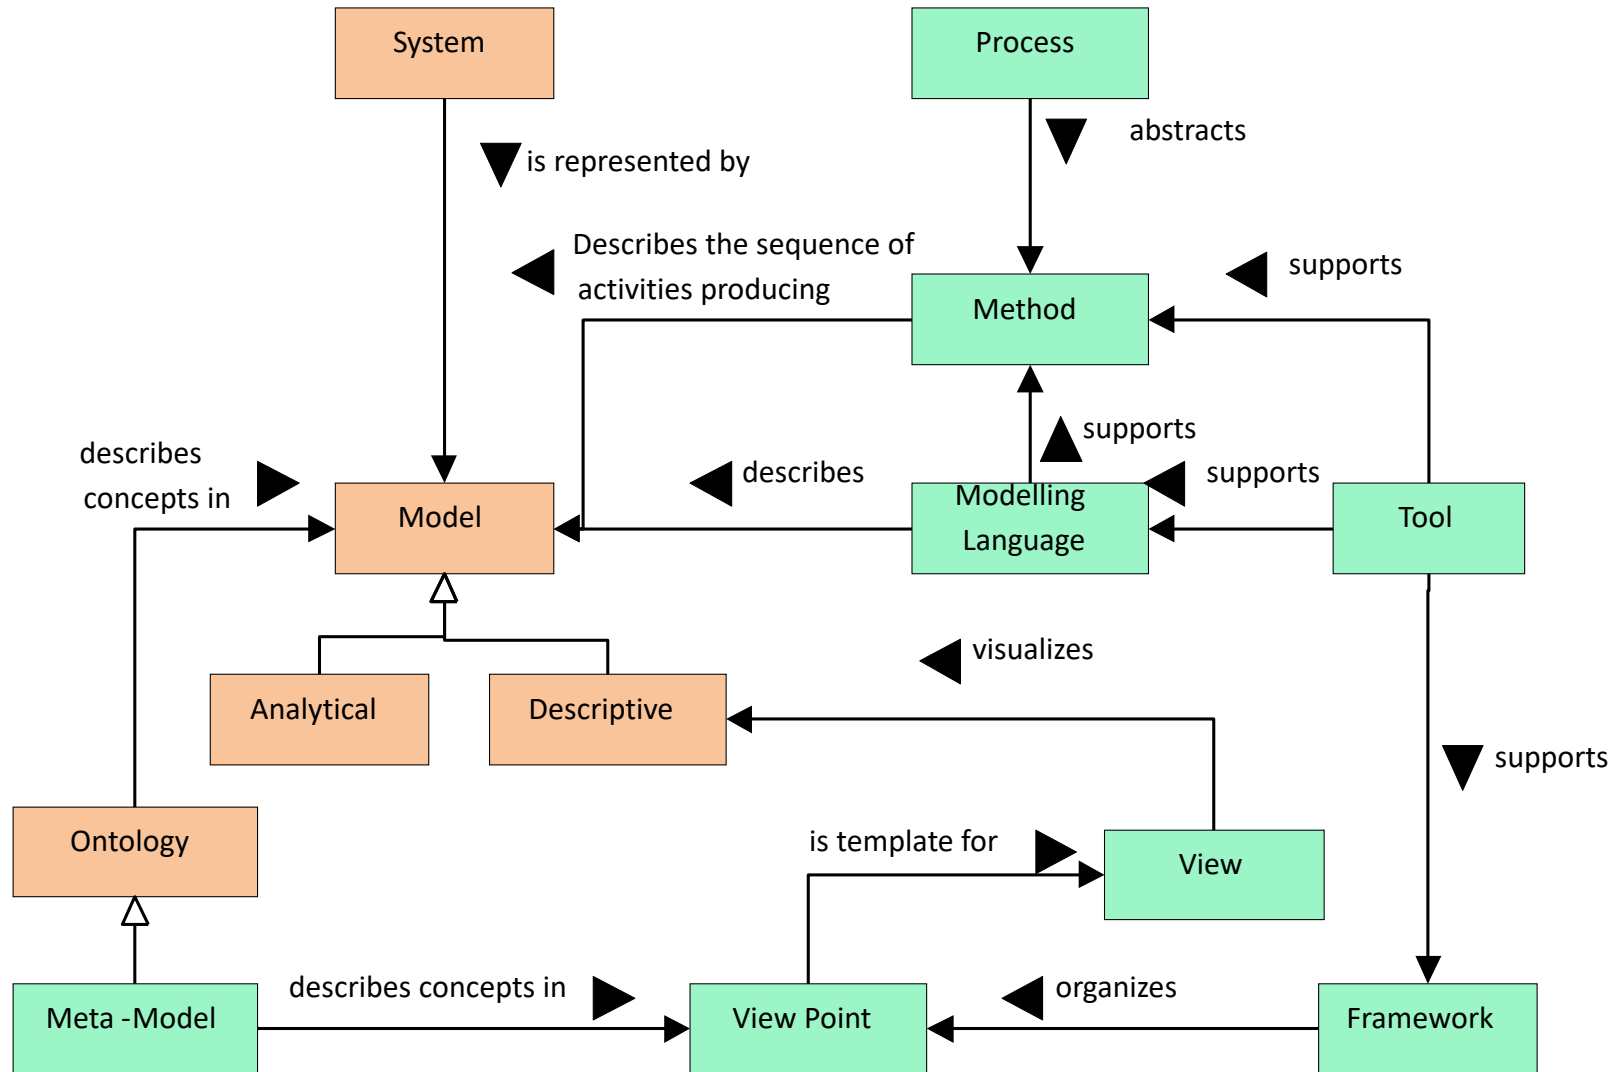 System
Process
abstracts
is represented by
Describes the sequence of
activities producing
supports
Method
supports
describes
concepts in
describes
supports
Model
Modelling
Language
Tool
visualizes
Analytical
Descriptive
supports
Ontology
is template for
View
describes concepts in
organizes
Meta -Model
View Point
Framework